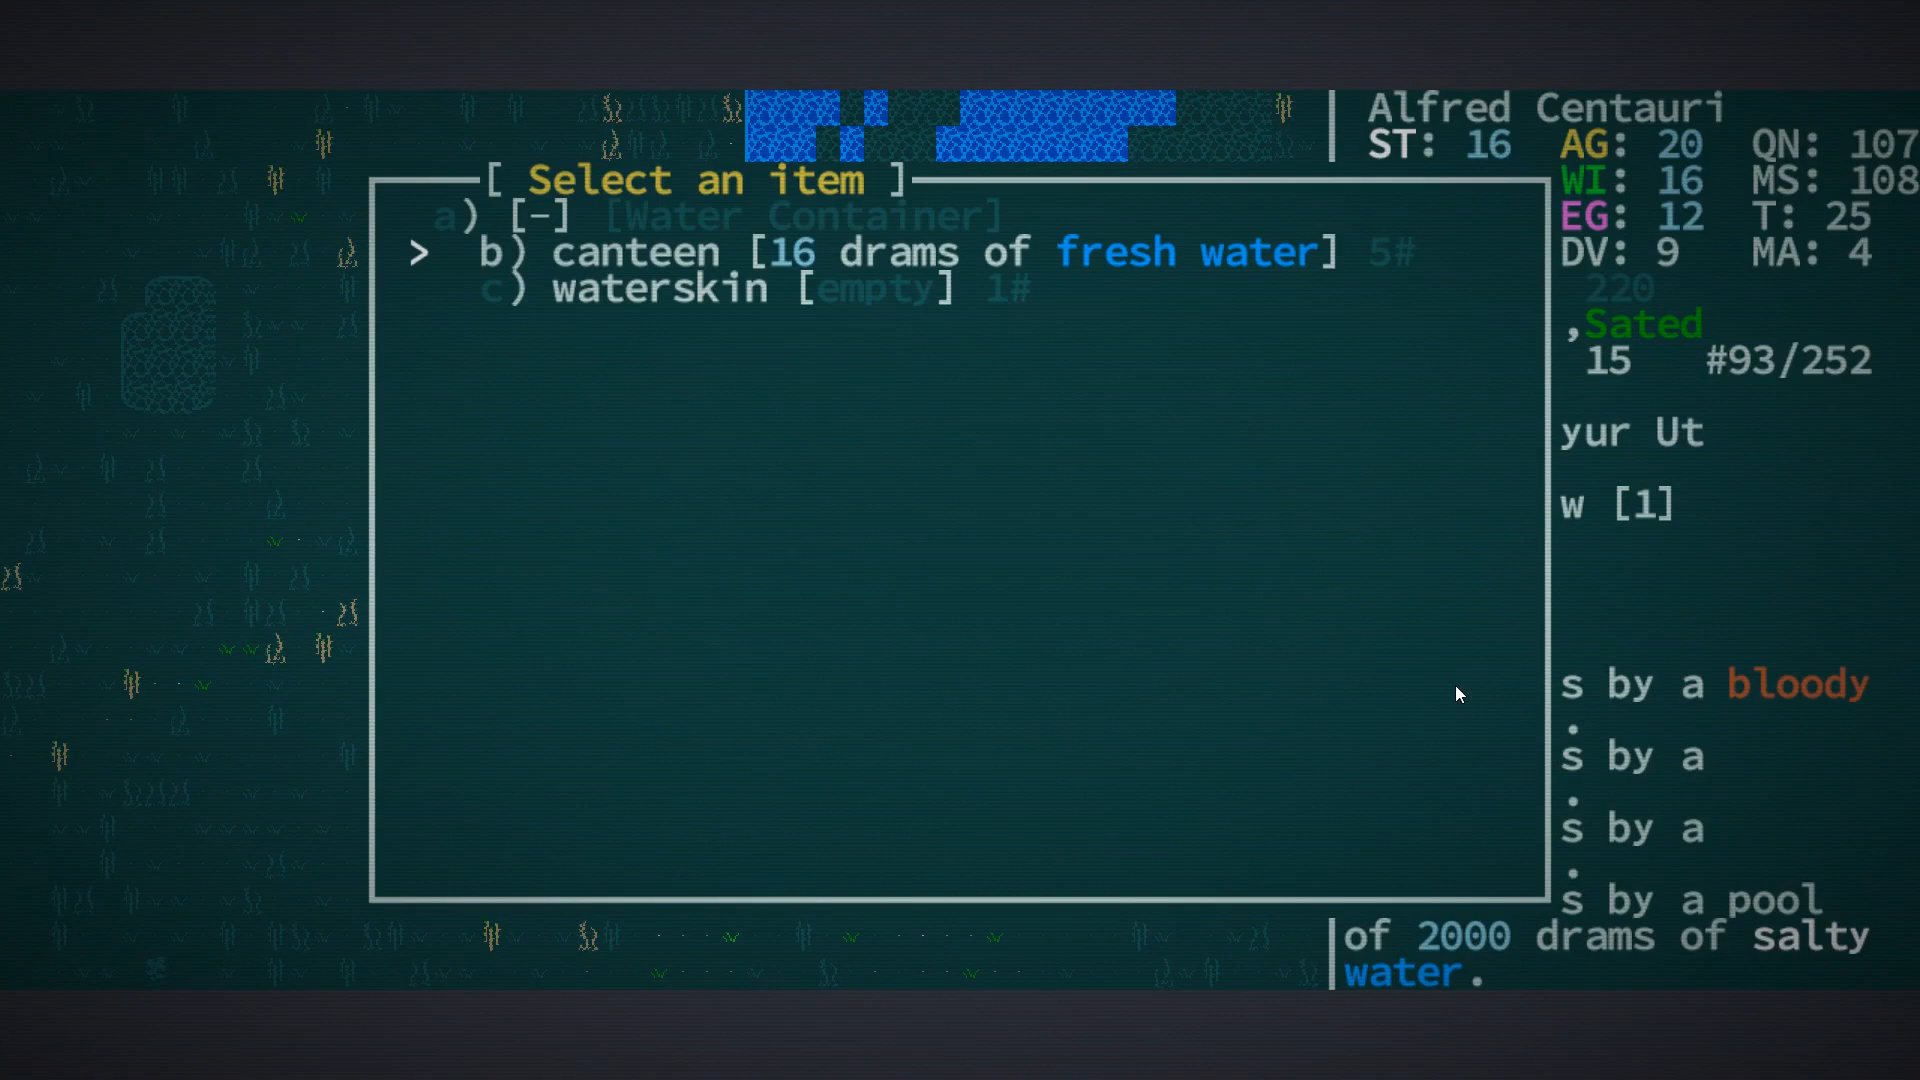 Alfred Centauri
ST: 16 AG: 20 QN: 107
[ Select an item ]
WI: 16 MS: 108
a) [-] [Water Container]
EG: 12 T: 25
> b) canteen [16 drams of fresh water] 5#
DV: 9 MA: 4
c) waterskin [empty] 1#
220
,Sated
15 #93/252
yur Ut
w [1]
s by a bloody
.
s by a
.
s by a
.
s by a pool
of 2000 drams of salty
water.